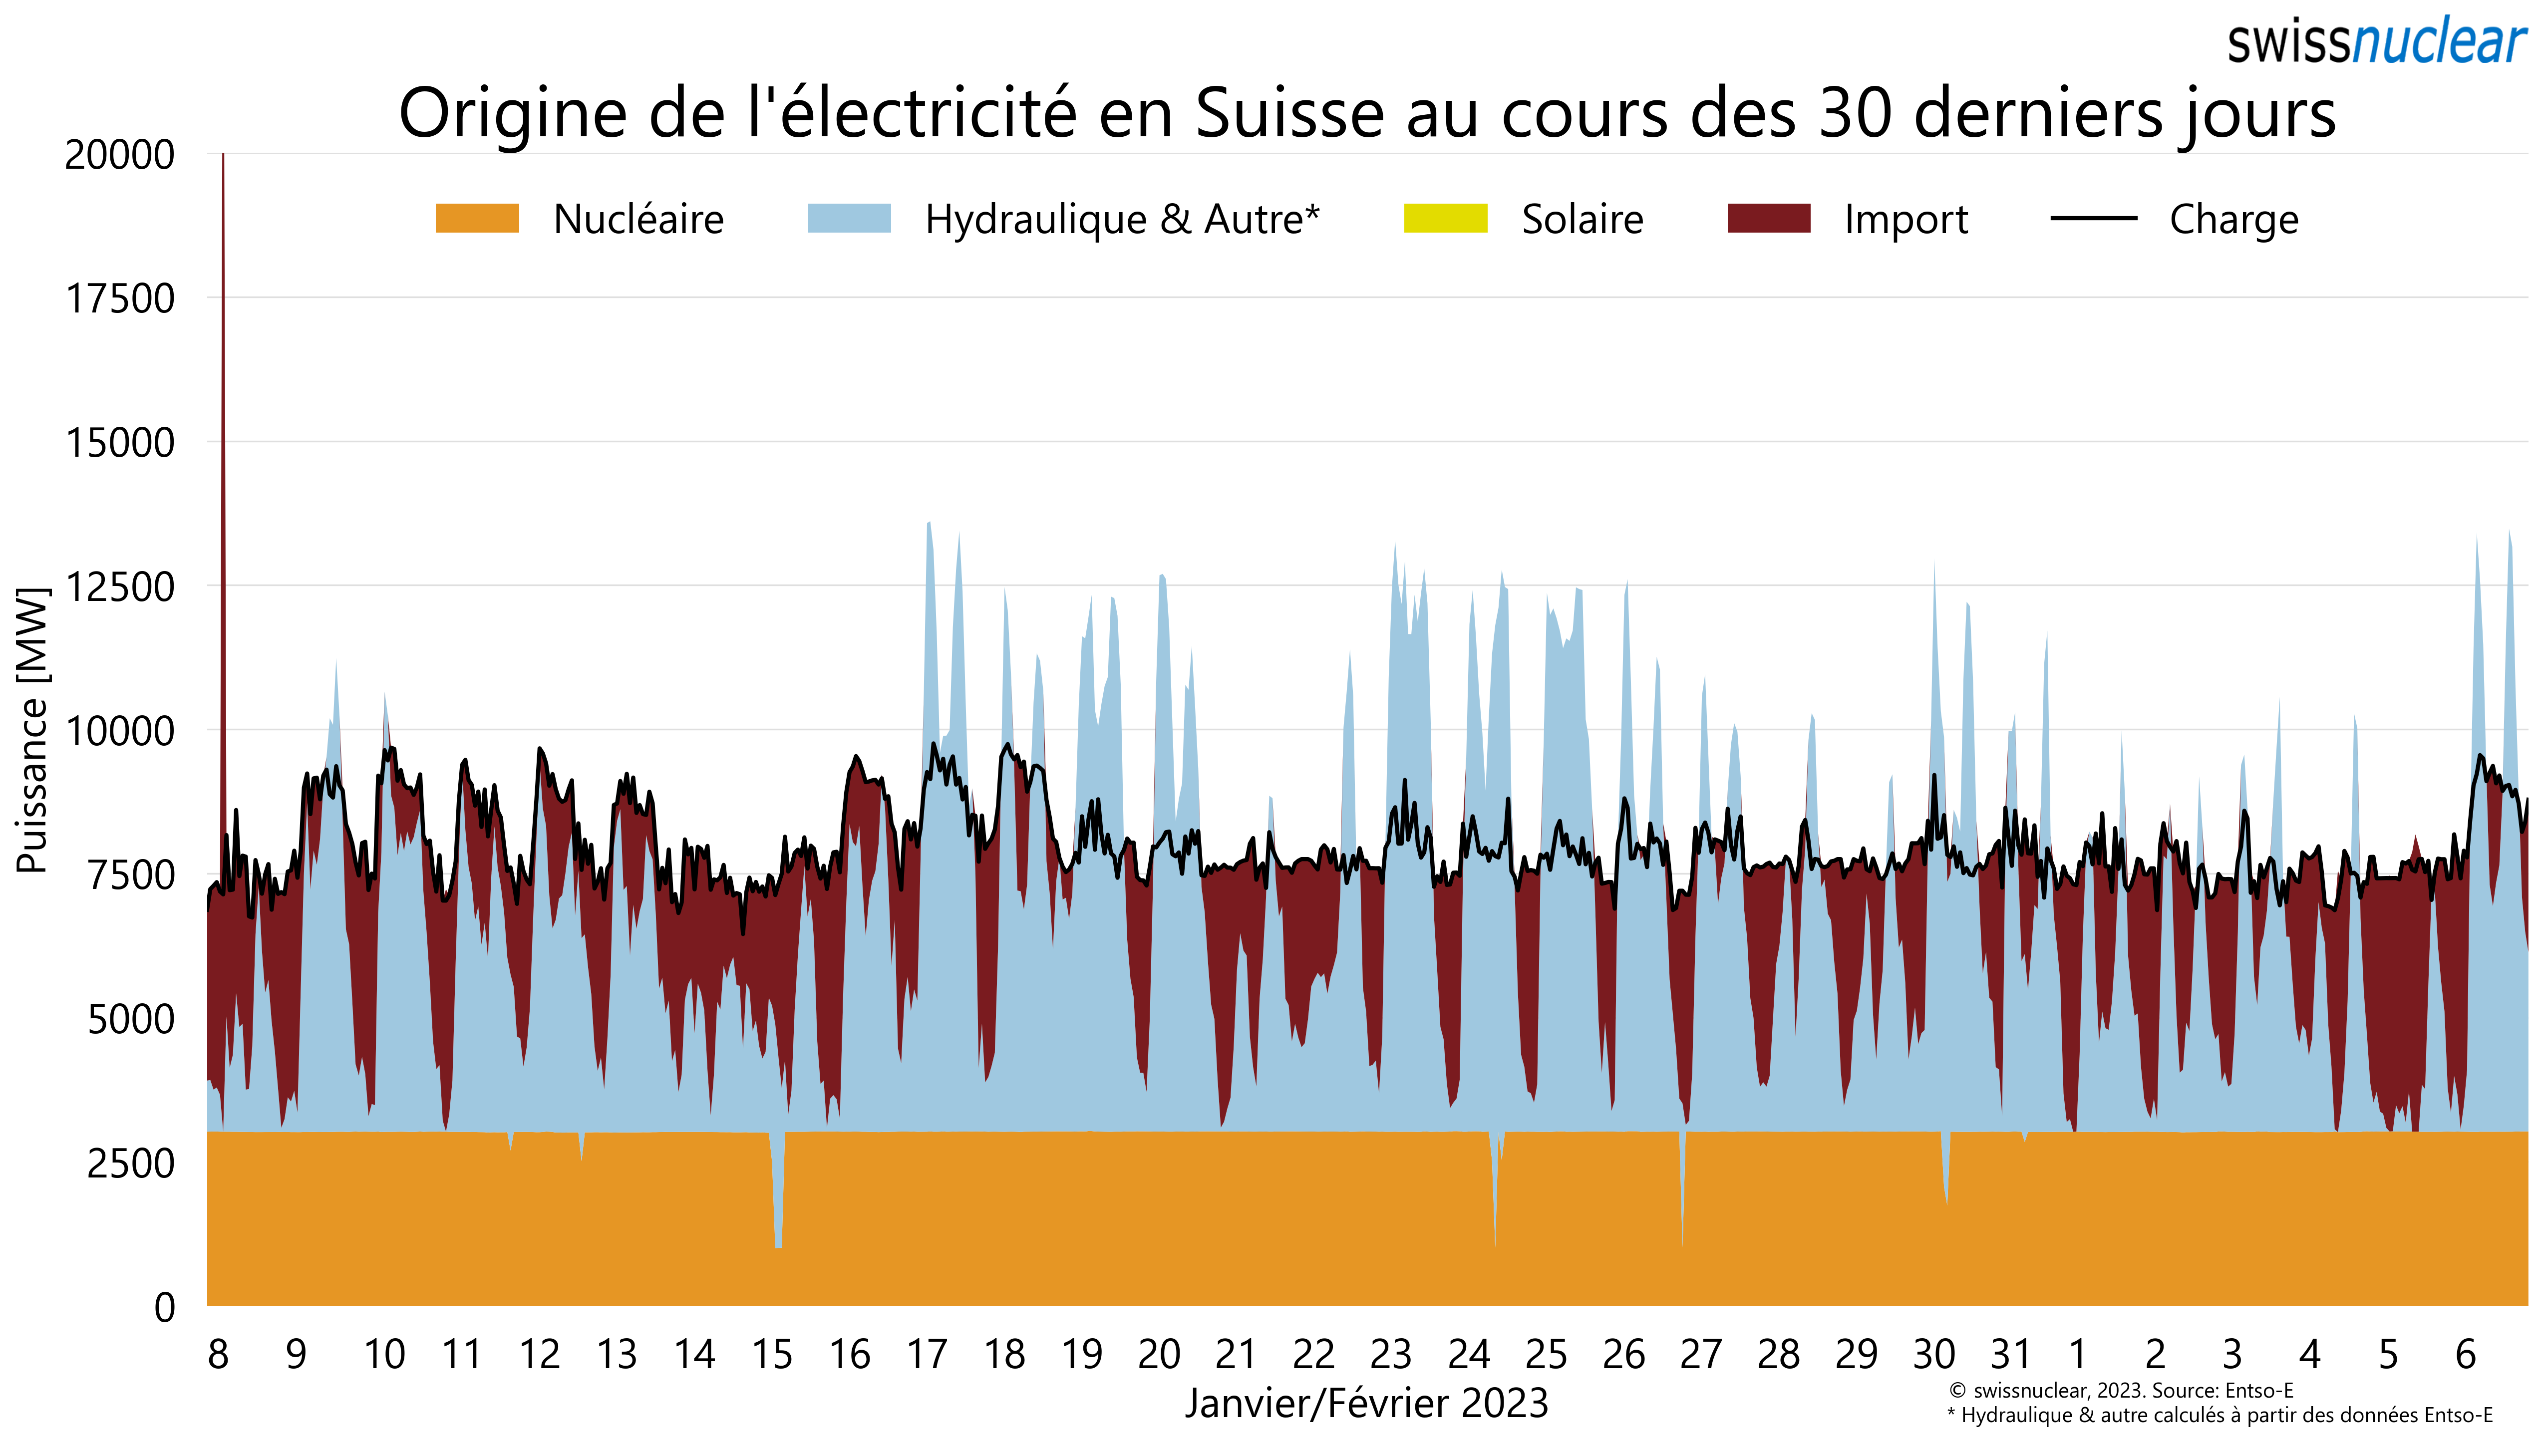 swissnuclear
Origine de l'électricité en Suisse au cours des 30 derniers jours
20000
Nucléaire Hydraulique & Autre* Solaire Import Charge
17500
15000
12500
10000
7500
5000
2500
0
Puissance [MW]
8 9 10 11 12 13 14 15 16 17 18 19 20 21 22 23 24 25 26 27 28 29 30 31 1 2 3 4 5 6
Janvier/Février 2023
© swissnuclear, 2023. Source: Entso-E
* Hydraulique & autre calculés à partir des données Entso-E